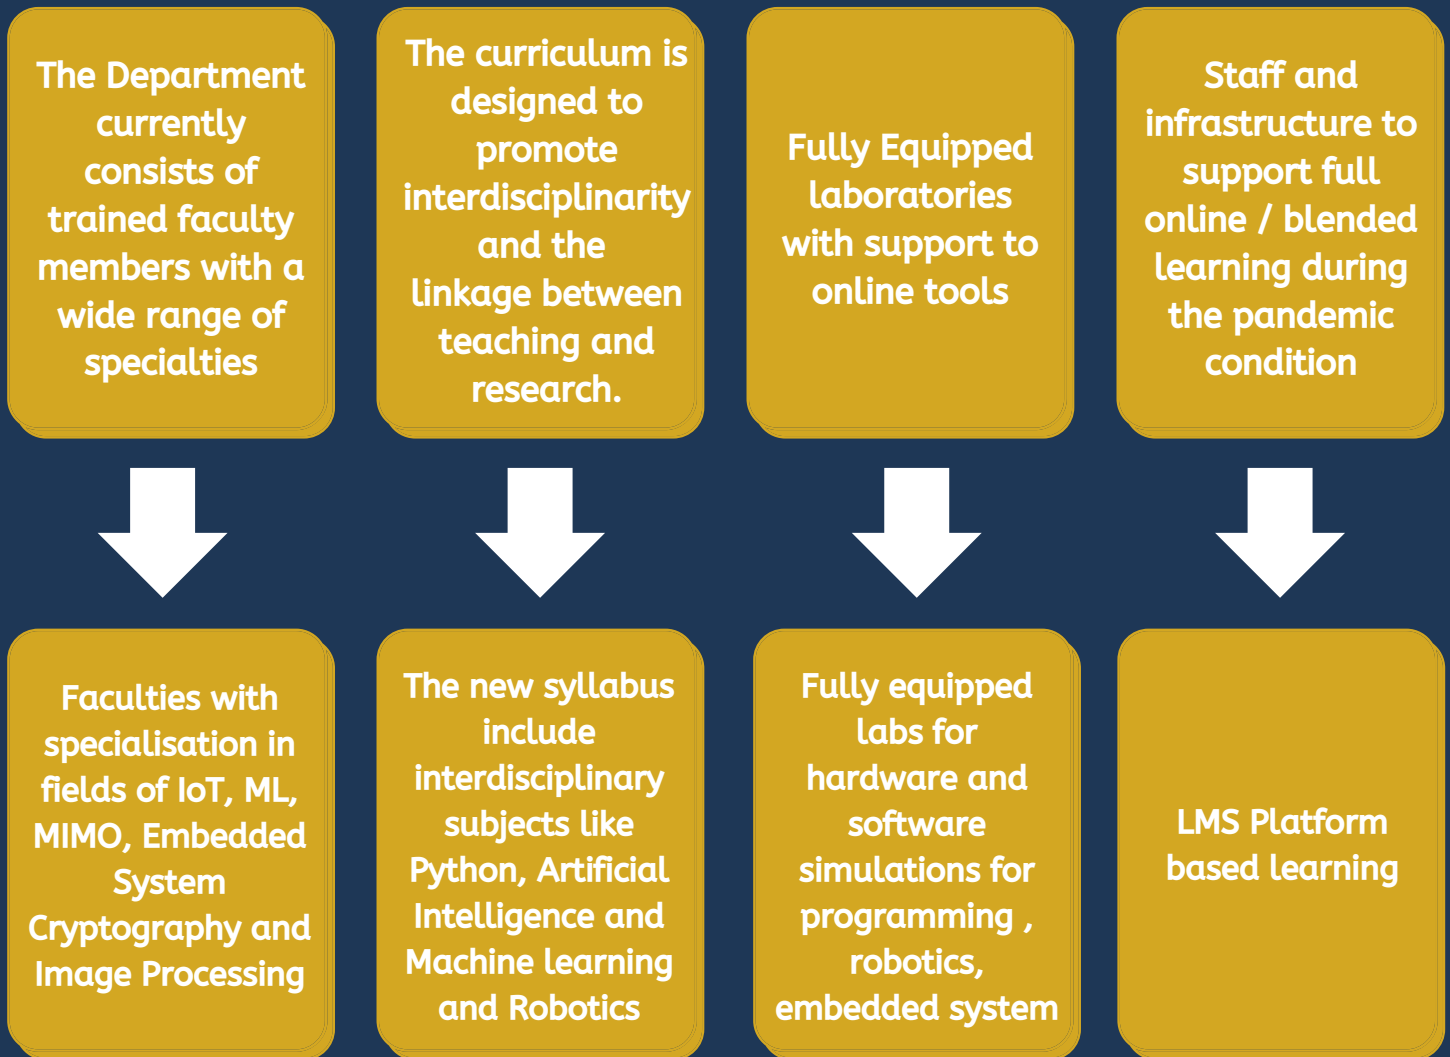 The Department
currently
consists of
trained faculty
members with a
wide range of
specialties
The curriculum is
designed to
promote
interdisciplinarity
and the
linkage between
teaching and
research.
Fully Equipped
laboratories
with support to
online tools
Staff and
infrastructure to
support full
online / blended
learning during
the pandemic
condition
Faculties with
specialisation in
fields of IoT, ML,
MIMO, Embedded
System
Cryptography and
Image Processing
The new syllabus
include
interdisciplinary
subjects like
Python, Artificial
Intelligence and
Machine learning
and Robotics
Fully equipped
labs for
hardware and
software
simulations for
programming ,
robotics,
embedded system
LMS Platform
based learning